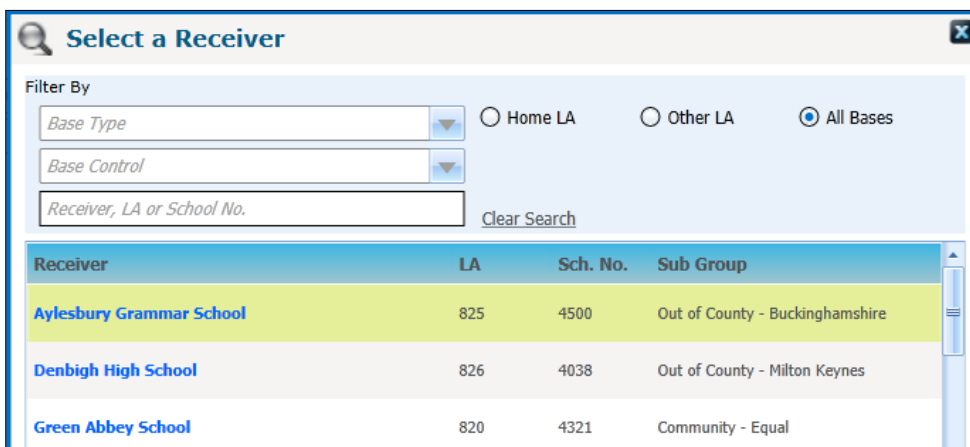 Select a Receiver
Filter By
Base Type
Home LA Other LA All Bases
Base Control
Receiver, LA or School No.
Clear Search
Receiver LA Sch. No. Sub Group
Aylesbury Grammar School 825 4500 Out of County - Buckinghamshire
Denbigh High School 826 4038 Out of County - Milton Keynes
Green Abbey School 820 4321 Community - Equal